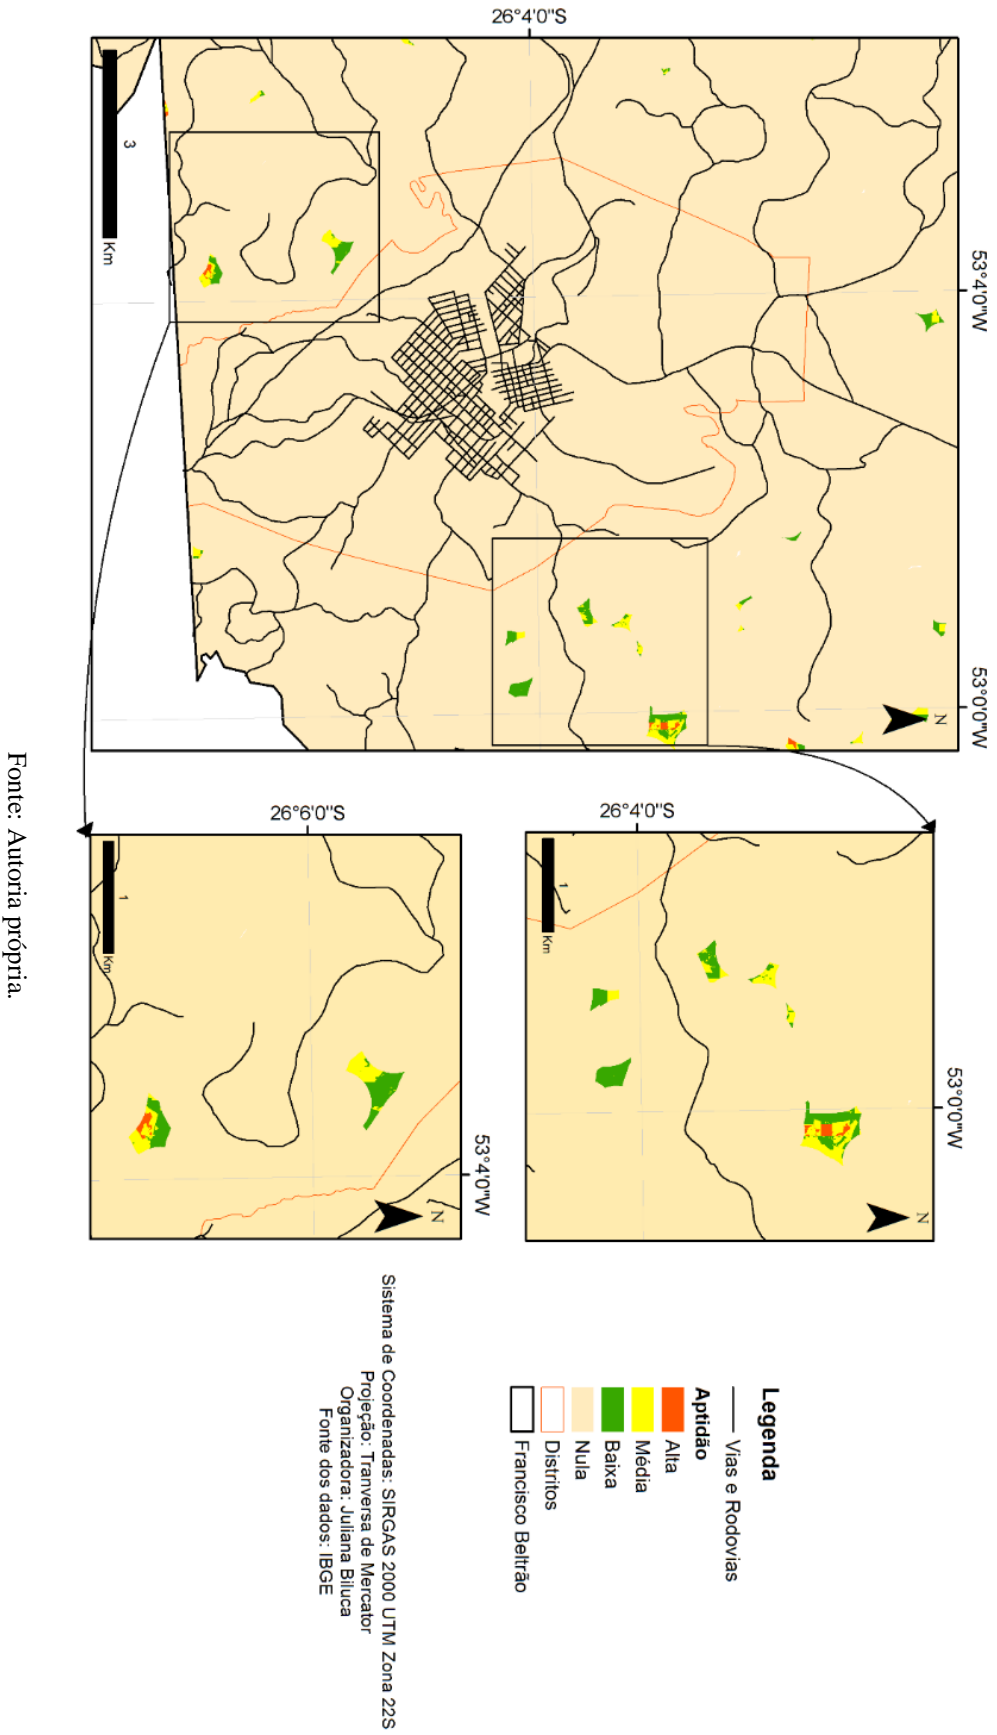 26°4'0"S
53°4'0"W
53°0'0"W
N
3
Km
26°6'0"S
53°4'0"W
N
1
Km
26°4'0"S
53°0'0"W
N
1
Km
Legenda
Vias e Rodovias
Aptidão
Alta
Média
Baixa
Nula
Distritos
Francisco Beltrão
Sistema de Coordenadas: SIRGAS 2000 UTM Zona 22S
Projeção: Tranversa de Mercator
Organizadora: Juliana Biluca
Fonte dos dados: IBGE
Fonte: Autoria própria.